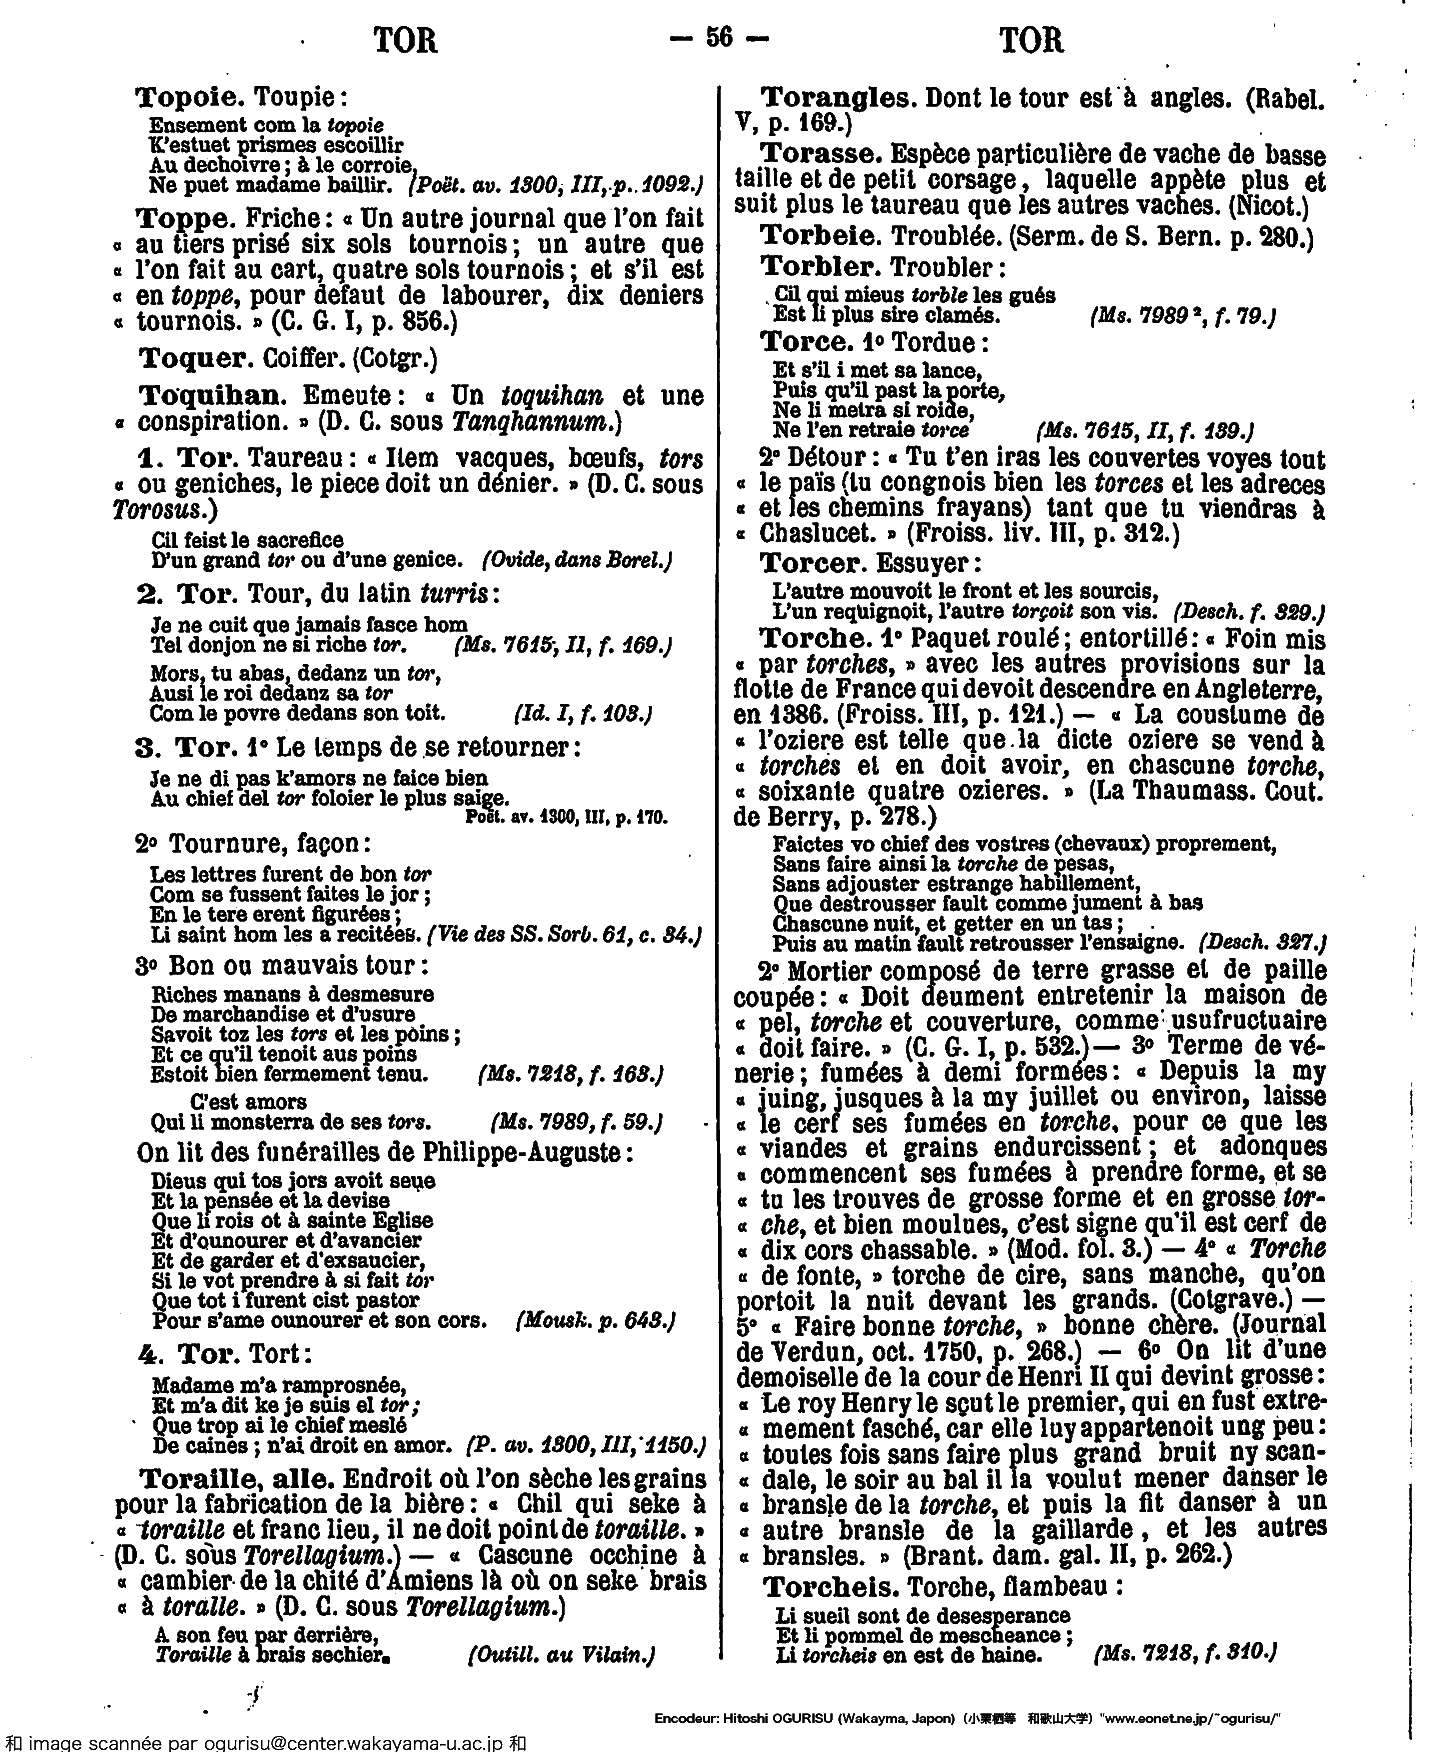 TOR — 56 — TOR
Topoie. Toupie :
Ensement com la topoie
K'estuet prismes escoillir
Au dechoivre ; à le corroie,
Ne puet madame baillir. (Poët. av. 1300, III, p. 1092.)
Toppe. Friche : « Un autre journal que l'on fait
« au tiers prisé six sols tournois ; un autre que
« l'on fait au cart, quatre sols tournois ; et s'il est
« en toppe, pour defaut de labourer, dix deniers
« tournois. » (C. G. I, p. 856.)
Toquer. Coiffer. (Cotgr.)
Toquihan. Emeute : « Un toquihan et une
« conspiration. » (D. C. sous Tanghannum.)
1. Tor. Taureau : « Item vacques, bœufs, tors
« ou geniches, le piece doit un dénier. » (D. C. sous
Torosus.)
Cil feist le sacrefice
D'un grand tor ou d'une genice. (Ovide, dans Borel.)
2. Tor. Tour, du latin turris :
Je ne cuit que jamais fasce hom
Tel donjon ne si riche tor. (Ms. 7615, II, f. 169.)
Mors, tu abas, dedanz un tor,
Ausi le roi dedanz sa tor
Com le povre dedans son toit. (Id. I, f. 103.)
3. Tor. 1° Le temps de se retourner :
Je ne di pas k'amors ne faice bien
Au chief del tor foloier le plus saige.
Poët. av. 1300, III, p. 170.
2° Tournure, façon :
Les lettres furent de bon tor
Com se fussent faites le jor ;
En le tere erent figurées ;
Li saint hom les a recitées. (Vie des SS. Sorb. 61, c. 34.)
3° Bon ou mauvais tour :
Riches manans à desmesure
De marchandise et d'usure
Savoit toz les tors et les poins ;
Et ce qu'il tenoit aus poins
Estoit bien fermement tenu. (Ms. 7218, f. 163.)
C'est amors
Qui li monsterra de ses tors. (Ms. 7989, f. 59.)
On lit des funérailles de Philippe-Auguste :
Dieus qui tos jors avoit seue
Et la pensée et la devise
Que li rois ot à sainte Eglise
Et d'ounourer et d'avancier
Et de garder et d'exsaucier,
Si le vot prendre à si fait tor
Que tot i furent cist pastor
Pour s'ame ounourer et son cors. (Mousk. p. 643.)
4. Tor. Tort :
Madame m'a ramprosnée,
Et m'a dit ke je suis el tor ;
Que trop ai le chief meslé
De caines ; n'ai droit en amor. (P. av. 1300, III, 1150.)
Toraille, alle. Endroit où l'on sèche les grains
pour la fabrication de la bière : « Chil qui seke à
« toraille et franc lieu, il ne doit point de toraille. »
(D. C. sous Torellagium.) — « Cascune occhine à
« cambier de la chité d'Amiens là où on seke brais
« à toralle. » (D. C. sous Torellagium.)
A son feu par derrière,
Toraille à brais sechier. (Outill. au Vilain.)
Torangles. Dont le tour est à angles. (Rabel.
V, p. 169.)
Torasse. Espèce particulière de vache de basse
taille et de petit corsage, laquelle appète plus et
suit plus le taureau que les autres vaches. (Nicot.)
Torbeie. Troublée. (Serm. de S. Bern. p. 280.)
Torbler. Troubler :
Cil qui mieus torble les gués
Est li plus sire clamés. (Ms. 7989 ², f. 79.)
Torce. 1° Tordue :
Et s'il i met sa lance,
Puis qu'il past la porte,
Ne li metra si roide,
Ne l'en retraie torce (Ms. 7615, II, f. 139.)
2° Détour : « Tu t'en iras les couvertes voyes tout
« le païs (tu congnois bien les torces et les adreces
« et les chemins frayans) tant que tu viendras à
« Chaslucet. » (Froiss. liv. III, p. 312.)
Torcer. Essuyer :
L'autre mouvoit le front et les sourcis,
L'un requignoit, l'autre torçoit son vis. (Desch. f. 329.)
Torche. 1° Paquet roulé ; entortillé : « Foin mis
« par torches, » avec les autres provisions sur la
flotte de France qui devoit descendre en Angleterre,
en 1386. (Froiss. III, p. 121.) — « La coustume de
« l'oziere est telle que la dicte oziere se vend à
« torches et en doit avoir, en chascune torche,
« soixante quatre ozieres. » (La Thaumass. Cout.
de Berry, p. 278.)
Faictes vo chief des vostres (chevaux) proprement,
Sans faire ainsi la torche de pesas,
Sans adjouster estrange habillement,
Que destrousser fault comme jument à bas
Chascune nuit, et getter en un tas ;
Puis au matin fault retrousser l'ensaigne. (Desch. 327.)
2° Mortier composé de terre grasse et de paille
coupée : « Doit deument entretenir la maison de
« pel, torche et couverture, comme usufructuaire
« doit faire. » (C. G. I, p. 532.) — 3° Terme de vé-
nerie ; fumées à demi formées : « Depuis la my
« juing, jusques à la my juillet ou environ, laisse
« le cerf ses fumées en torche, pour ce que les
« viandes et grains endurcissent ; et adonques
« commencent ses fumées à prendre forme, et se
« tu les trouves de grosse forme et en grosse tor-
« che, et bien moulues, c'est signe qu'il est cerf de
« dix cors chassable. » (Mod. fol. 3.) — 4° « Torche
« de fonte, » torche de cire, sans manche, qu'on
portoit la nuit devant les grands. (Cotgrave.) —
5° « Faire bonne torche, » bonne chère. (Journal
de Verdun, oct. 1750, p. 268.) — 6° On lit d'une
demoiselle de la cour de Henri II qui devint grosse :
« Le roy Henry le sçut le premier, qui en fust extre-
« mement fasché, car elle luy appartenoit ung peu :
« toutes fois sans faire plus grand bruit ny scan-
« dale, le soir au bal il la voulut mener danser le
« bransle de la torche, et puis la fit danser à un
« autre bransle de la gaillarde, et les autres
« bransles. » (Brant. dam. gal. II, p. 262.)
Torcheis. Torche, flambeau :
Li sueil sont de desesperance
Et li pommel de mescheance ;
Li torcheis en est de haine. (Ms. 7218, f. 310.)
Encodeur: Hitoshi OGURISU (Wakayma, Japon) (小栗栖等 和歌山大学) "www.eonet.ne.jp/~ogurisu/"
和 image scannée par ogurisu@center.wakayama-u.ac.jp 和